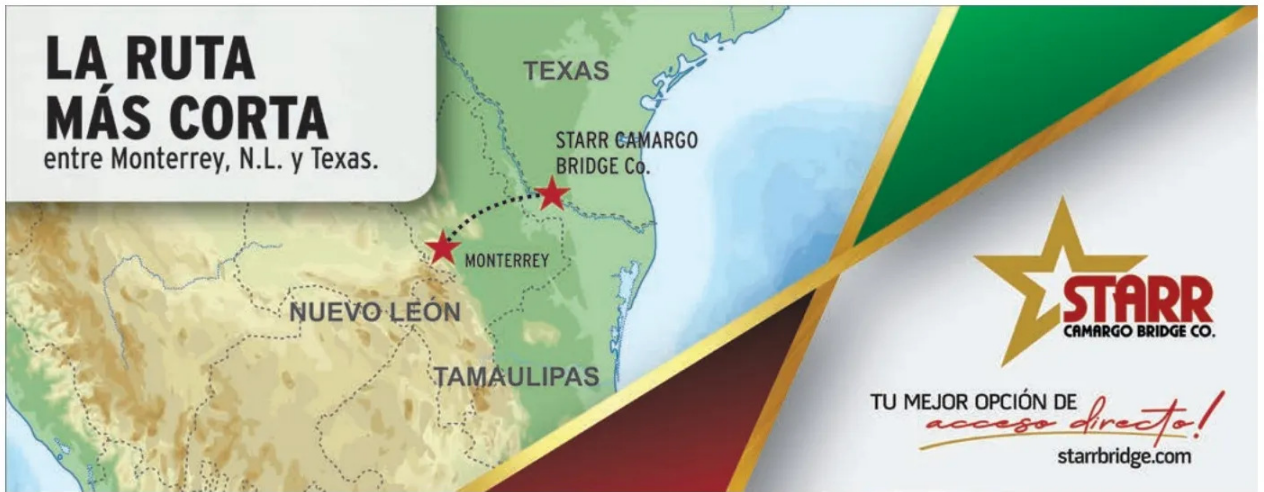 LA RUTA
MÁS CORTA
entre Monterrey, N.L. y Texas.
TEXAS
STARR CAMARGO
BRIDGE Co.
MONTERREY
NUEVO LEÓN
TAMAULIPAS
STARR
CAMARGO BRIDGE CO.
TU MEJOR OPCIÓN DE
acceso directo!
starrbridge.com